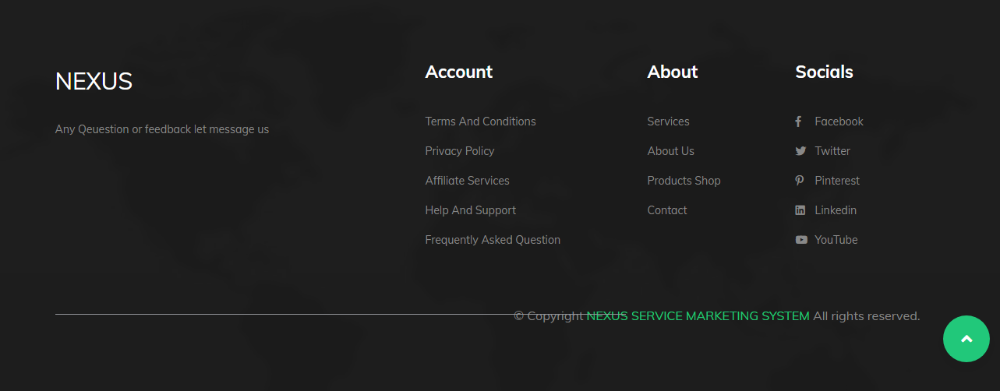 NEXUS
Any Qeuestion or feedback let message us
Account
Terms And Conditions
Privacy Policy
Affiliate Services
Help And Support
Frequently Asked Question
About
Services
About Us
Products Shop
Contact
Socials
Facebook
Twitter
Pinterest
Linkedin
YouTube
© Copyright NEXUS SERVICE MARKETING SYSTEM All rights reserved.